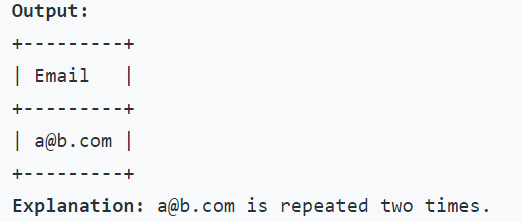 Output:
+---------+
| Email   |
+---------+
| a@b.com |
+---------+
Explanation: a@b.com is repeated two times.